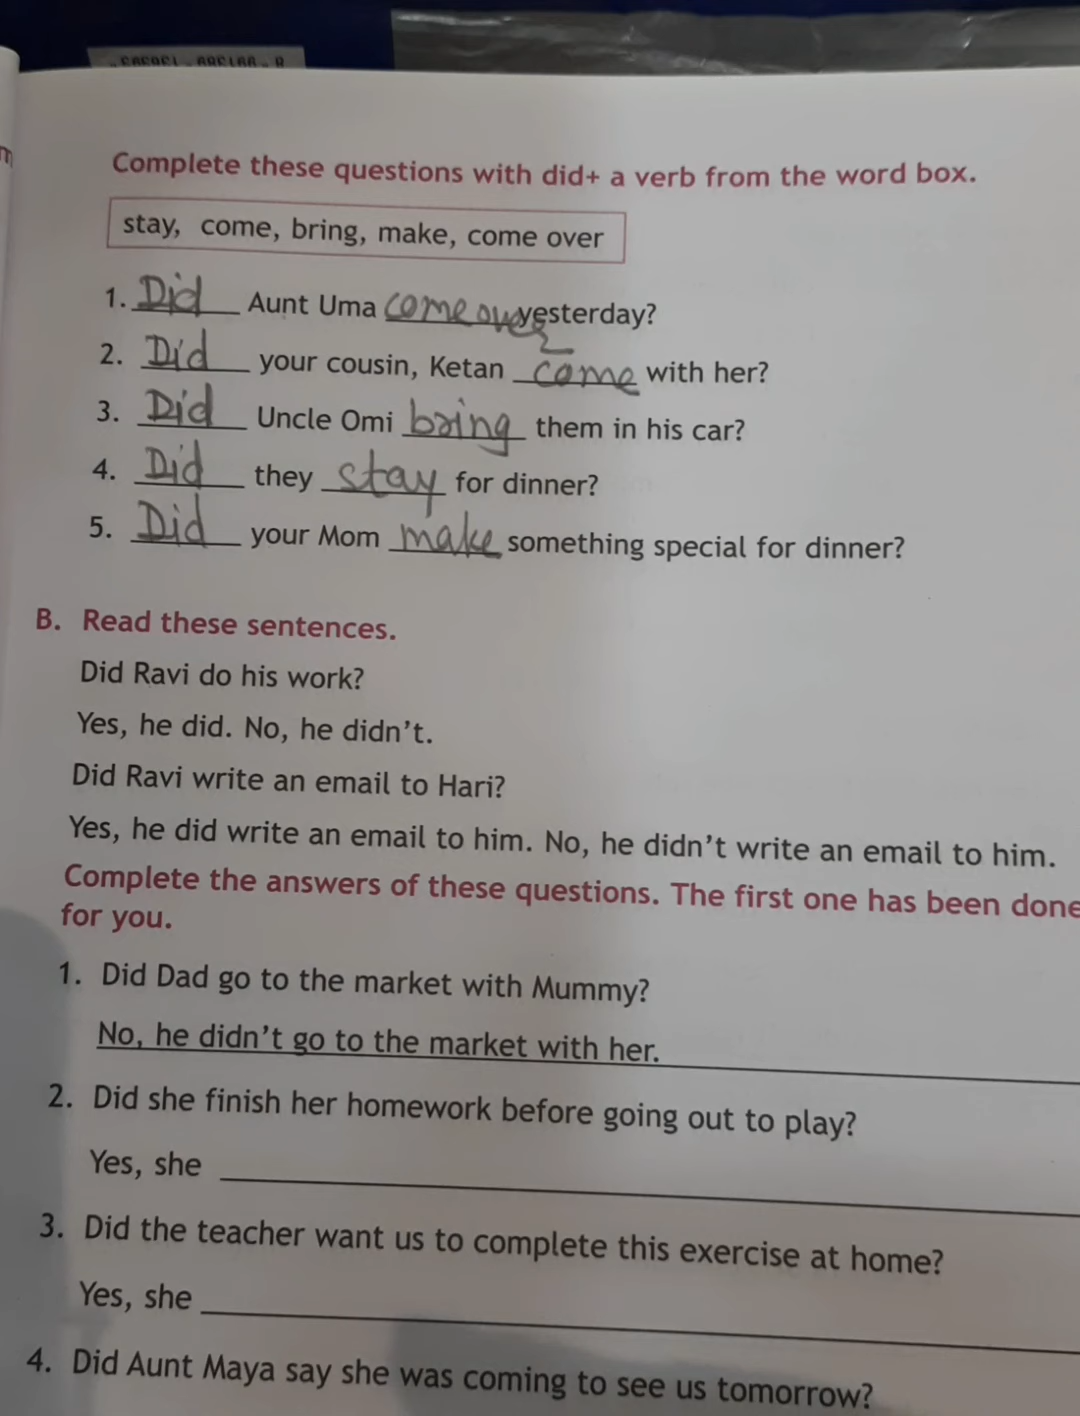 Complete these questions with did+ a verb from the word box.
stay, come, bring, make, come over
1. Did Aunt Uma come over yesterday?
2. Did your cousin, Ketan come with her?
3. Did Uncle Omi bring them in his car?
4. Did they stay for dinner?
5. Did your Mom make something special for dinner?
B. Read these sentences.
Did Ravi do his work?
Yes, he did. No, he didn't.
Did Ravi write an email to Hari?
Yes, he did write an email to him. No, he didn't write an email to him.
Complete the answers of these questions. The first one has been done
for you.
1. Did Dad go to the market with Mummy?
No, he didn't go to the market with her.
2. Did she finish her homework before going out to play?
Yes, she
3. Did the teacher want us to complete this exercise at home?
Yes, she
4. Did Aunt Maya say she was coming to see us tomorrow?